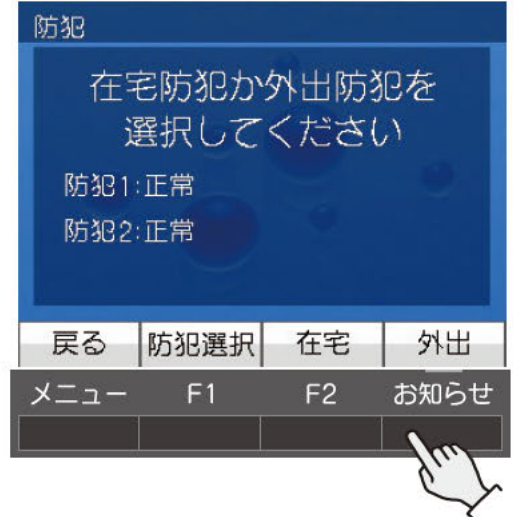 防犯
在宅防犯か外出防犯を
選択してください
防犯1:正常
防犯2:正常
戻る 防犯選択 在宅 外出
メニュー F1 F2 お知らせ